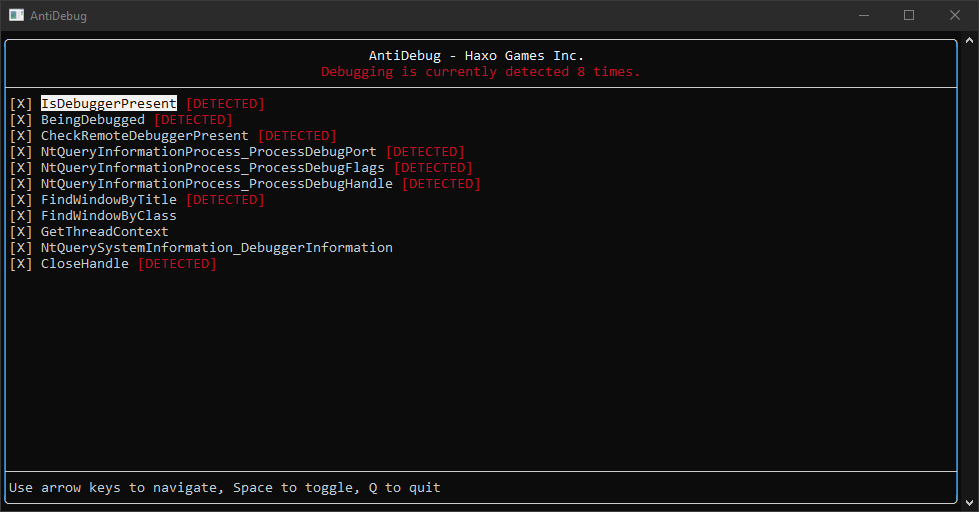 AntiDebug
AntiDebug - Haxo Games Inc.
Debugging is currently detected 8 times.
[X] IsDebuggerPresent [DETECTED]
[X] BeingDebugged [DETECTED]
[X] CheckRemoteDebuggerPresent [DETECTED]
[X] NtQueryInformationProcess_ProcessDebugPort [DETECTED]
[X] NtQueryInformationProcess_ProcessDebugFlags [DETECTED]
[X] NtQueryInformationProcess_ProcessDebugHandle [DETECTED]
[X] FindWindowByTitle [DETECTED]
[X] FindWindowByClass
[X] GetThreadContext
[X] NtQuerySystemInformation_DebuggerInformation
[X] CloseHandle [DETECTED]
Use arrow keys to navigate, Space to toggle, Q to quit